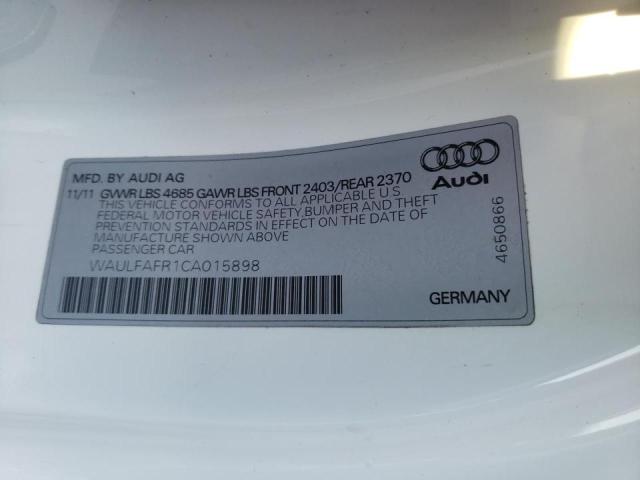 MFD. BY AUDI AG
11/11 GVWR LBS 4685 GAWR LBS FRONT 2403/REAR 2370
THIS VEHICLE CONFORMS TO ALL APPLICABLE U S
FEDERAL MOTOR VEHICLE SAFETY, BUMPER AND THEFT
PREVENTION STANDARDS IN EFFECT ON THE DATE OF
MANUFACTURE SHOWN ABOVE
PASSENGER CAR
WAULFAFR1CA015898
Audi
4650866
GERMANY